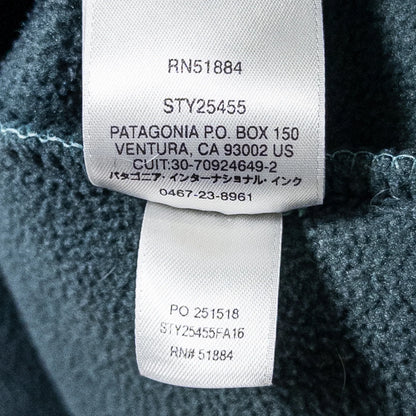 RN51884
STY25455
PATAGONIA P.O. BOX 150
VENTURA, CA 93002 US
CUIT:30-70924649-2
パタゴニア・インターナショナル・インク
0467-23-8961
PO 251518
STY25455FA16
RN# 51884